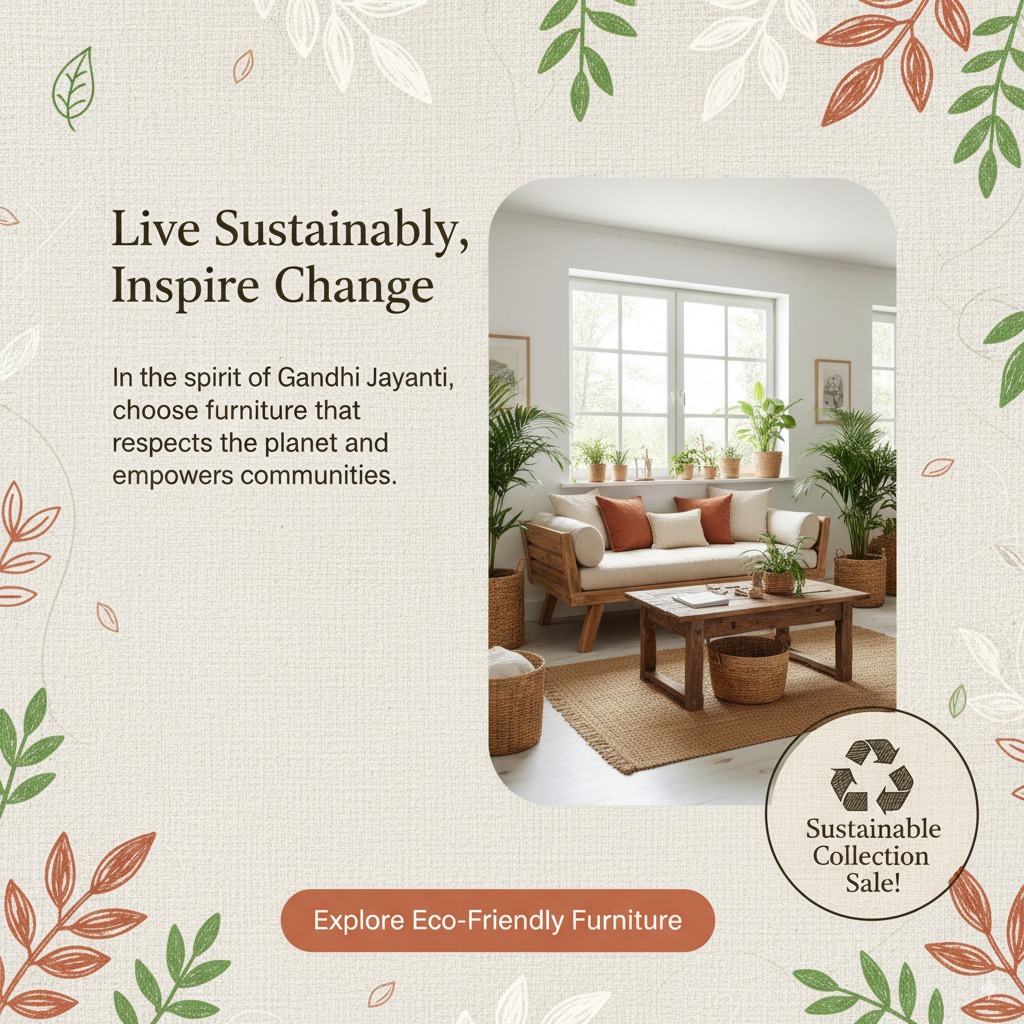 Live Sustainably,
Inspire Change
In the spirit of Gandhi Jayanti,
choose furniture that
respects the planet and
empowers communities.
Sustainable
Collection
Sale!
Explore Eco-Friendly Furniture